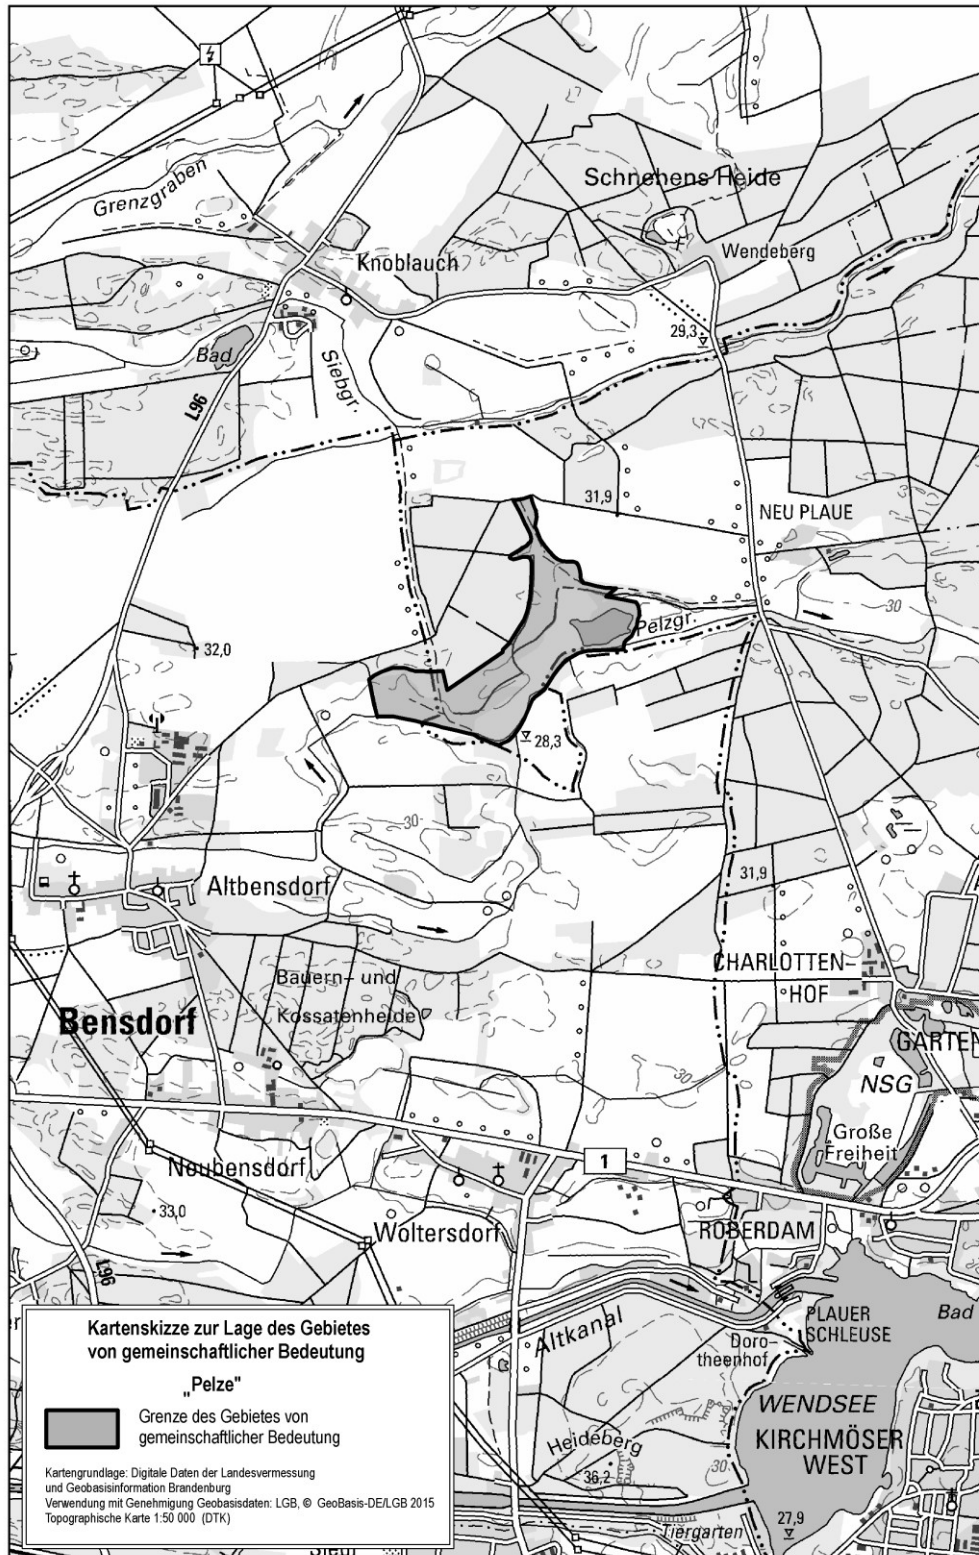 Grenzgraben
Schnehens Heide
Wendeberg
Knoblauch
29,3
Bad
Siebgr.
L96
31,9
NEU PLAUE
Pelzgr.
30
32,0
28,3
30
31,9
Altbensdorf
Bauern- und
Kossatenheide
CHARLOTTEN-
HOF
Bensdorf
GARTEN
NSG
30
Große
Freiheit
1
Neubensdorf
33,0
Woltersdorf
ROBERDAM
L96
Altkanal
PLAUER
SCHLEUSE
Bad
Doro-
theenhof
WENDSEE
KIRCHMÖSER
WEST
Heideberg
36,2
30
27,9
Tiergarten
Kartenskizze zur Lage des Gebietes
von gemeinschaftlicher Bedeutung
„Pelze"
Grenze des Gebietes von
gemeinschaftlicher Bedeutung
Kartengrundlage: Digitale Daten der Landesvermessung
und Geobasisinformation Brandenburg
Verwendung mit Genehmigung Geobasisdaten: LGB, © GeoBasis-DE/LGB 2015
Topographische Karte 1:50 000 (DTK)